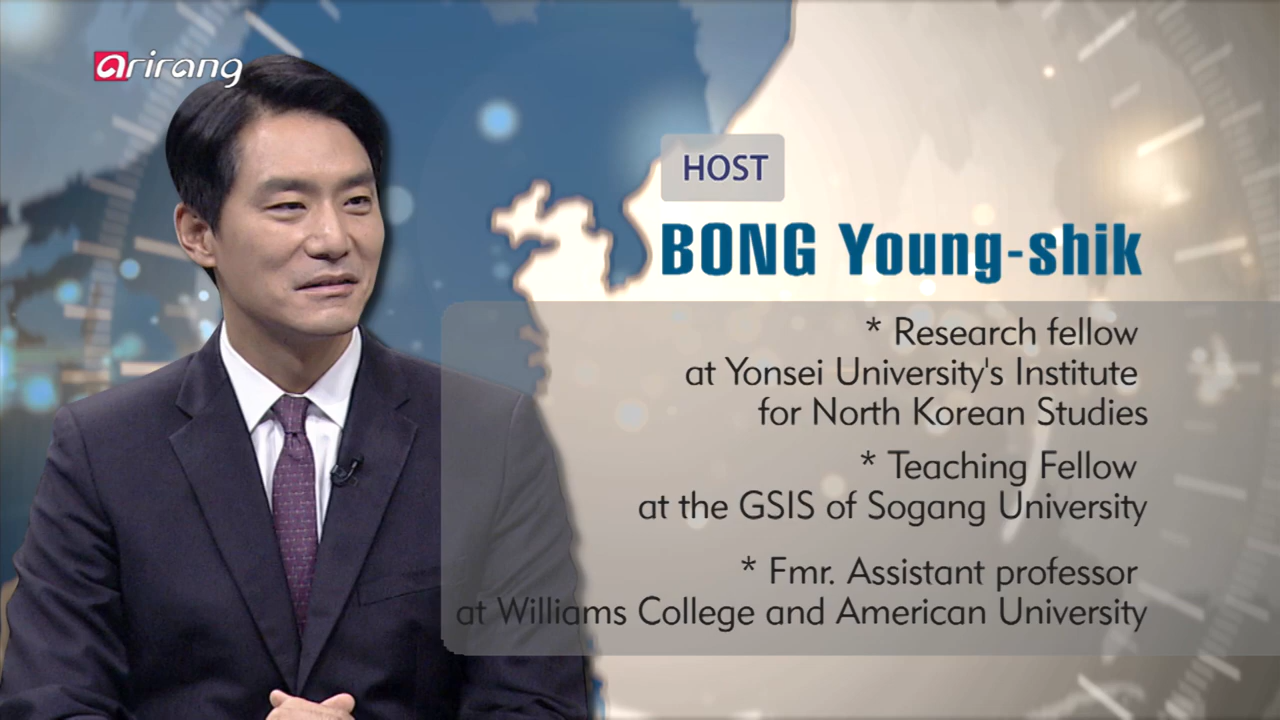 arirang
HOST
BONG Young-shik
* Research fellow
at Yonsei University's Institute
for North Korean Studies
* Teaching Fellow
at the GSIS of Sogang University
* Fmr. Assistant professor
at Williams College and American University